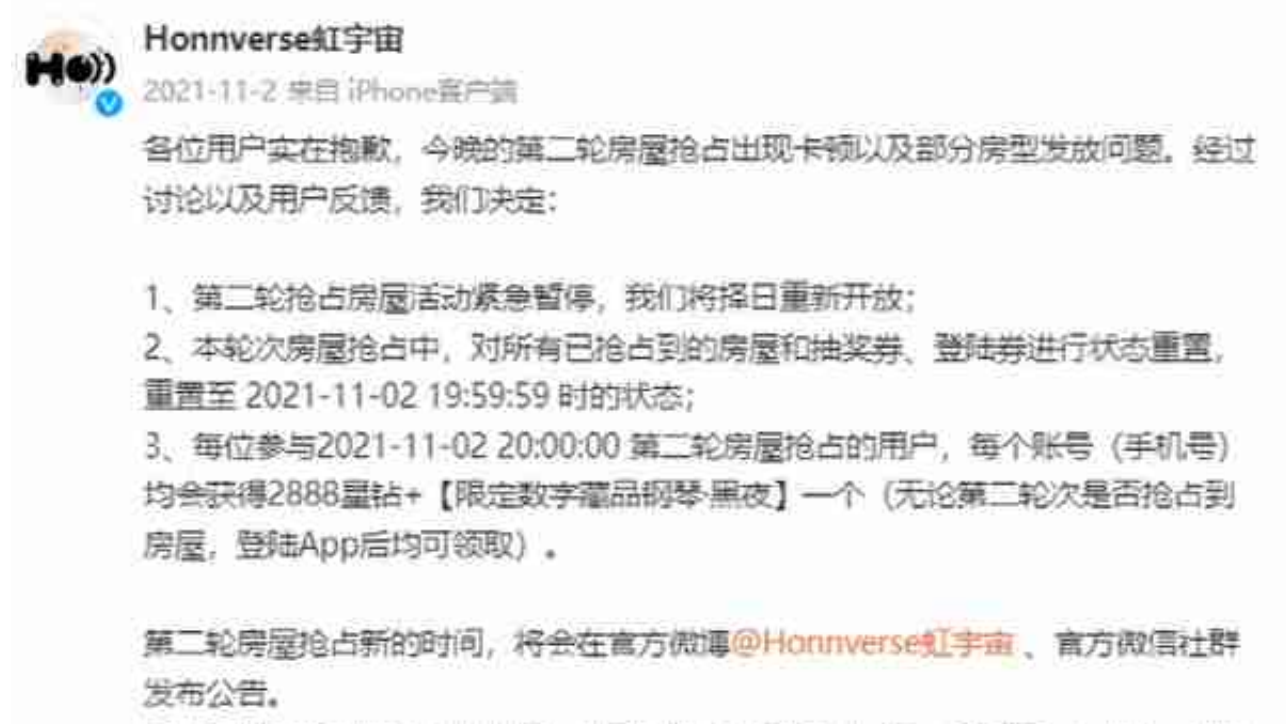 Honnverse虹宇宙
2021-11-2 来自 iPhone客户端
各位用户实在抱歉，今晚的第二轮房屋抢占出现卡顿以及部分房型发放问题。经过
讨论以及用户反馈，我们决定：
1、第二轮抢占房屋活动紧急暂停，我们将择日重新开放；
2、本轮次房屋抢占中，对所有已抢占到的房屋和抽奖券、登陆券进行状态重置，
重置至 2021-11-02 19:59:59 时的状态；
3、每位参与2021-11-02 20:00:00 第二轮房屋抢占的用户，每个账号（手机号）
均会获得2888星钻+【限定数字藏品钢琴·黑夜】一个（无论第二轮次是否抢占到
房屋，登陆App后均可领取）。
第二轮房屋抢占新的时间，将会在官方微博@Honnverse虹宇宙 、官方微信社群
发布公告。